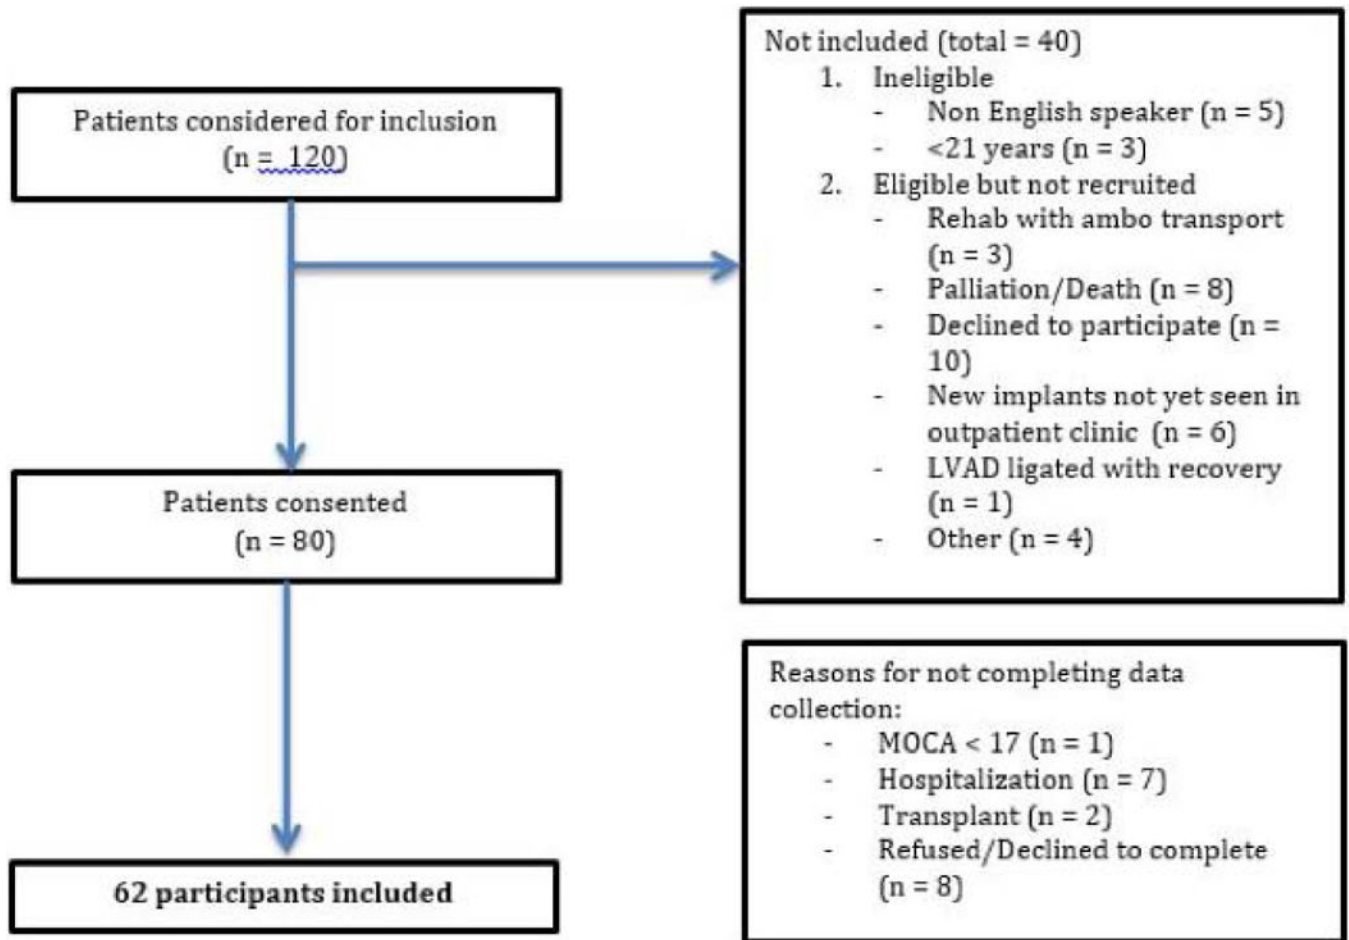 Patients considered for inclusion
(n = 120)
Not included (total = 40)
1. Ineligible
- Non English speaker (n = 5)
- <21 years (n = 3)
2. Eligible but not recruited
- Rehab with ambo transport
(n = 3)
- Palliation/Death (n = 8)
- Declined to participate (n =
10)
- New implants not yet seen in
outpatient clinic (n = 6)
- LVAD ligated with recovery
(n = 1)
- Other (n = 4)
Patients consented
(n = 80)
Reasons for not completing data
collection:
- MOCA < 17 (n = 1)
- Hospitalization (n = 7)
- Transplant (n = 2)
- Refused/Declined to complete
(n = 8)
62 participants included